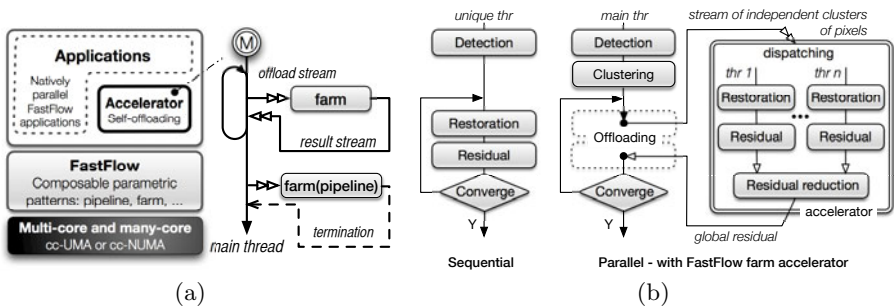 Applications
Natively
parallel
FastFlow
applications
Accelerator
Self-offloading
FastFlow
Composable parametric
patterns: pipeline, farm, ...
Multi-core and many-core
cc-UMA or cc-NUMA
M
offload stream
farm
result stream
farm(pipeline)
termination
main thread
(a)
unique thr
Detection
Restoration
Residual
Converge
Y
Sequential
main thr
Detection
Clustering
Offloading
Converge
Y
stream of independent clusters
of pixels
dispatching
thr 1
thr n
Restoration
Restoration
...
Residual
Residual
Residual reduction
accelerator
global residual
Parallel - with FastFlow farm accelerator
(b)